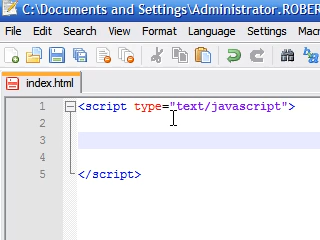 C:\Documents and Settings\Administrator.ROBER
File Edit Search View Format Language Settings Macr
index.html
1 <script type="text/javascript">
2
3
4
5 </script>